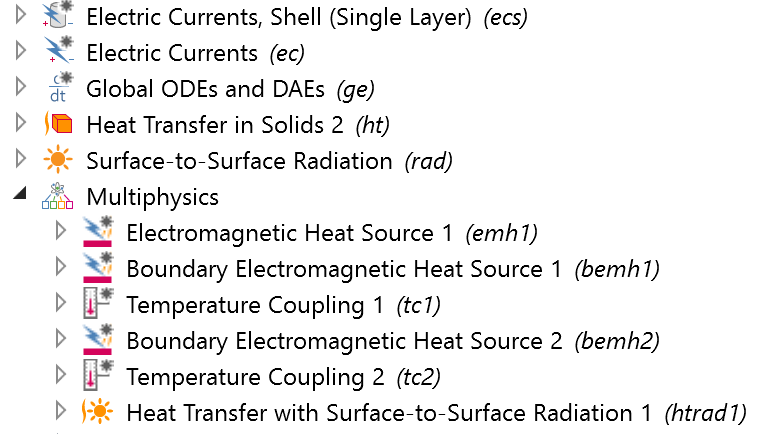 Electric Currents, Shell (Single Layer) (ecs)
Electric Currents (ec)
d
dt
Global ODEs and DAEs (ge)
Heat Transfer in Solids 2 (ht)
Surface-to-Surface Radiation (rad)
Multiphysics
Electromagnetic Heat Source 1 (emh1)
Boundary Electromagnetic Heat Source 1 (bemh1)
Temperature Coupling 1 (tc1)
Boundary Electromagnetic Heat Source 2 (bemh2)
Temperature Coupling 2 (tc2)
Heat Transfer with Surface-to-Surface Radiation 1 (htrad1)